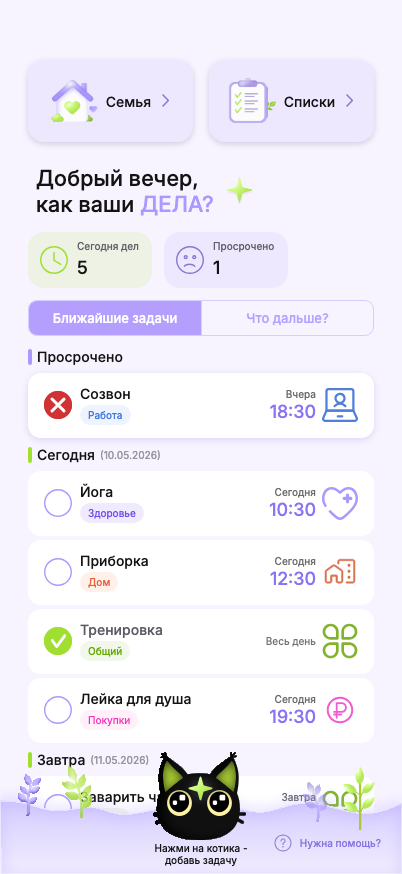 Семья
Списки
Добрый вечер,
как ваши ДЕЛА?
Сегодня дел
5
Просрочено
1
Ближайшие задачи
Что дальше?
Просрочено
Созвон
Работа
Вчера
18:30
Сегодня (10.05.2026)
Йога
Здоровье
Сегодня
10:30
Приборка
Дом
Сегодня
12:30
Тренировка
Общий
Весь день
Лейка для душа
Покупки
Сегодня
19:30
Завтра (11.05.2026)
Заварить
Завтра
Нажми на котика -
добавь задачу
Нужна помощь?